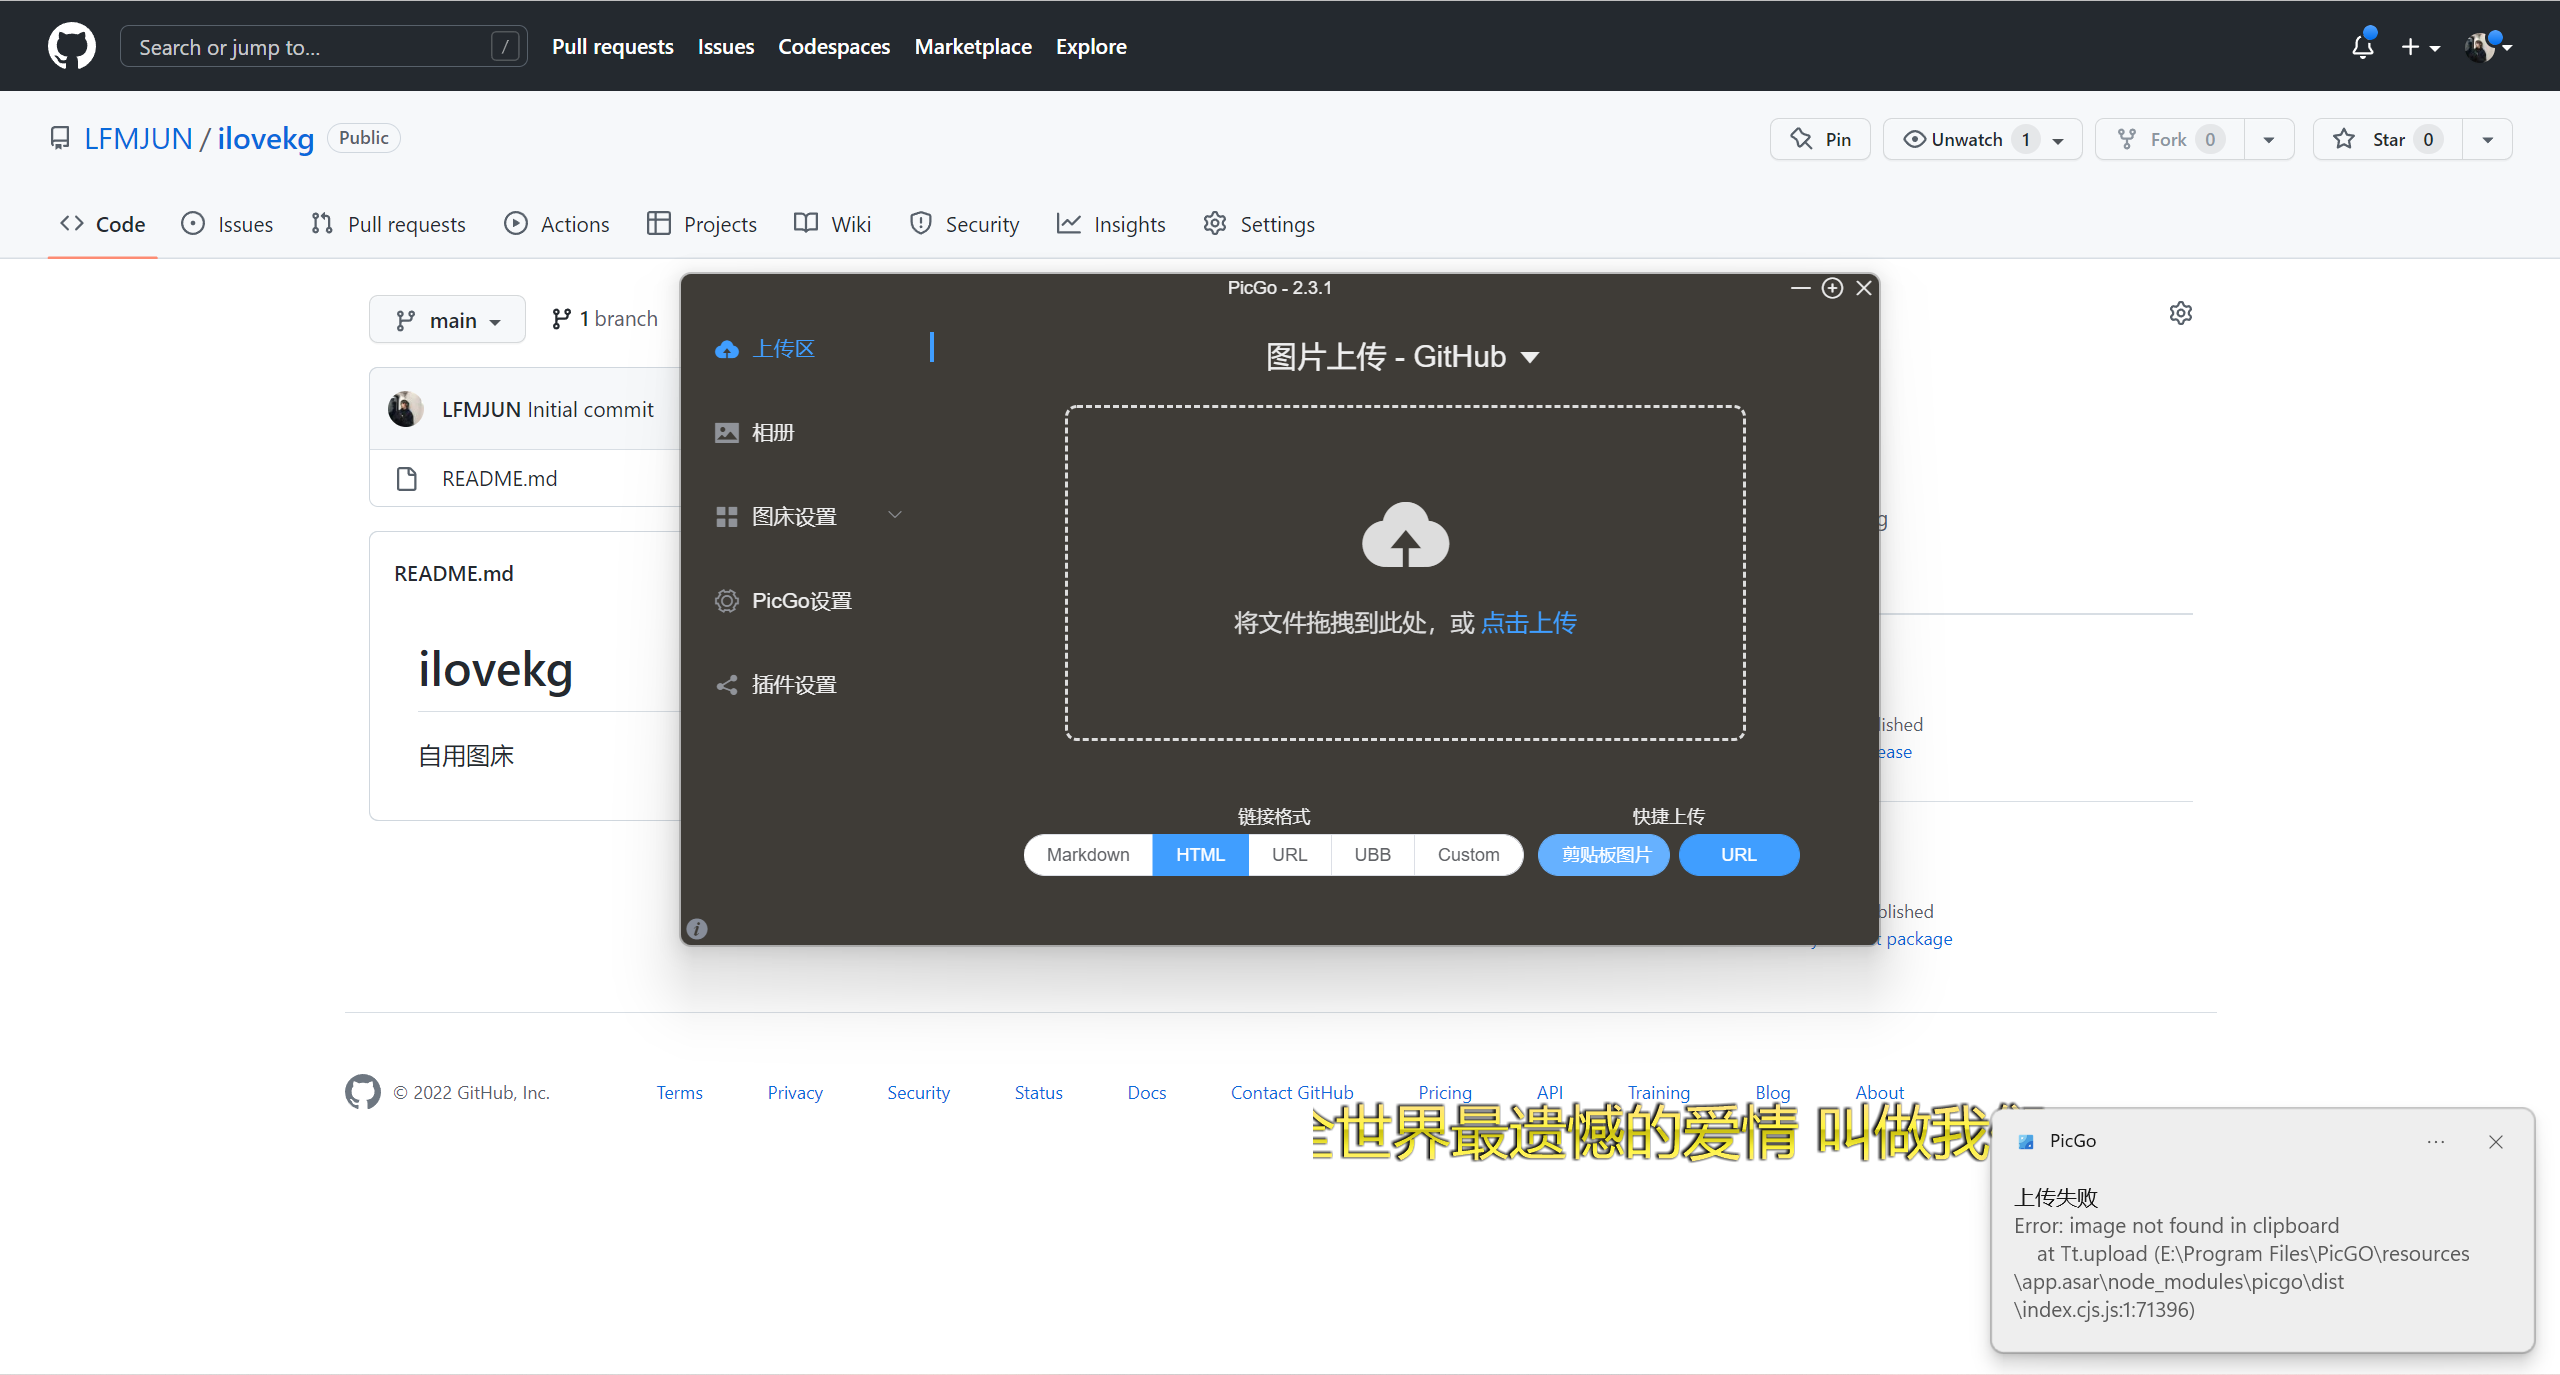 Search or jump to...
/
Pull requests
Issues
Codespaces
Marketplace
Explore
LFMJUN / ilovekg
Public
Pin
Unwatch 1
Fork 0
Star 0
Code
Issues
Pull requests
Actions
Projects
Wiki
Security
Insights
Settings
main
1 branch
LFMJUN Initial commit
README.md
README.md
ilovekg
自用图床
PicGo - 2.3.1
上传区
相册
图床设置
PicGo设置
插件设置
图片上传 - GitHub
将文件拖拽到此处，或 点击上传
链接格式
快捷上传
Markdown
HTML
URL
UBB
Custom
剪贴板图片
URL
package
© 2022 GitHub, Inc.
Terms
Privacy
Security
Status
Docs
Contact GitHub
Pricing
API
Training
Blog
About
世界最遗憾的爱情 叫做我
PicGo
上传失败
Error: image not found in clipboard
at Tt.upload (E:\Program Files\PicGO\resources
\app.asar\node_modules\picgo\dist
\index.cjs.js:1:71396)